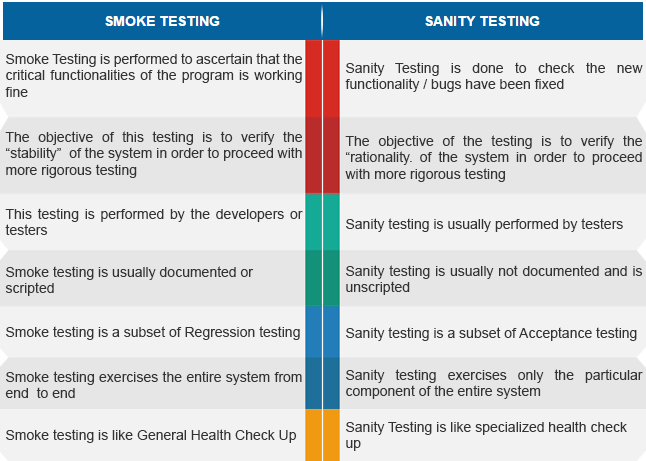 SMOKE TESTING
SANITY TESTING
Smoke Testing is performed to ascertain that the
critical functionalities of the program is working
fine
Sanity Testing is done to check the new
functionality / bugs have been fixed
The objective of this testing is to verify the
“stability” of the system in order to proceed with
more rigorous testing
The objective of the testing is to verify the
“rationality. of the system in order to proceed
with more rigorous testing
This testing is performed by the developers or
testers
Sanity testing is usually performed by testers
Smoke testing is usually documented or
scripted
Sanity testing is usually not documented and is
unscripted
Smoke testing is a subset of Regression testing
Sanity testing is a subset of Acceptance testing
Smoke testing exercises the entire system from
end to end
Sanity testing exercises only the particular
component of the entire system
Smoke testing is like General Health Check Up
Sanity Testing is like specialized health check
up